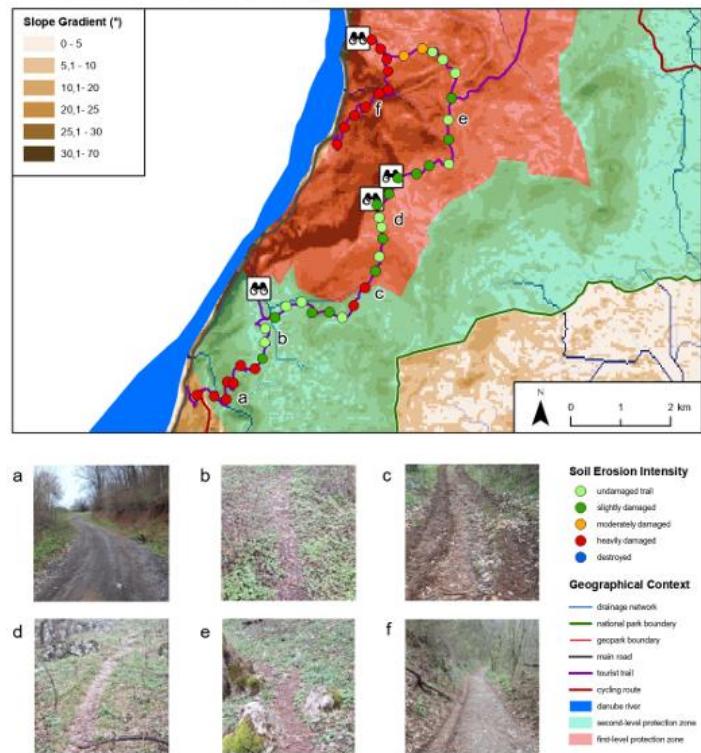 Slope Gradient (°)
0 - 5
5,1 - 10
10,1- 20
20,1- 25
25,1 - 30
30,1- 70
f
e
d
c
b
a
N
0 1 2 km
a
b
c
d
e
f
Soil Erosion Intensity
undamaged trail
slightly damaged
moderately damaged
heavily damaged
destroyed
Geographical Context
drainage network
national park boundary
geopark boundary
main road
tourist trail
cycling route
danube river
second-level protection zone
first-level protection zone